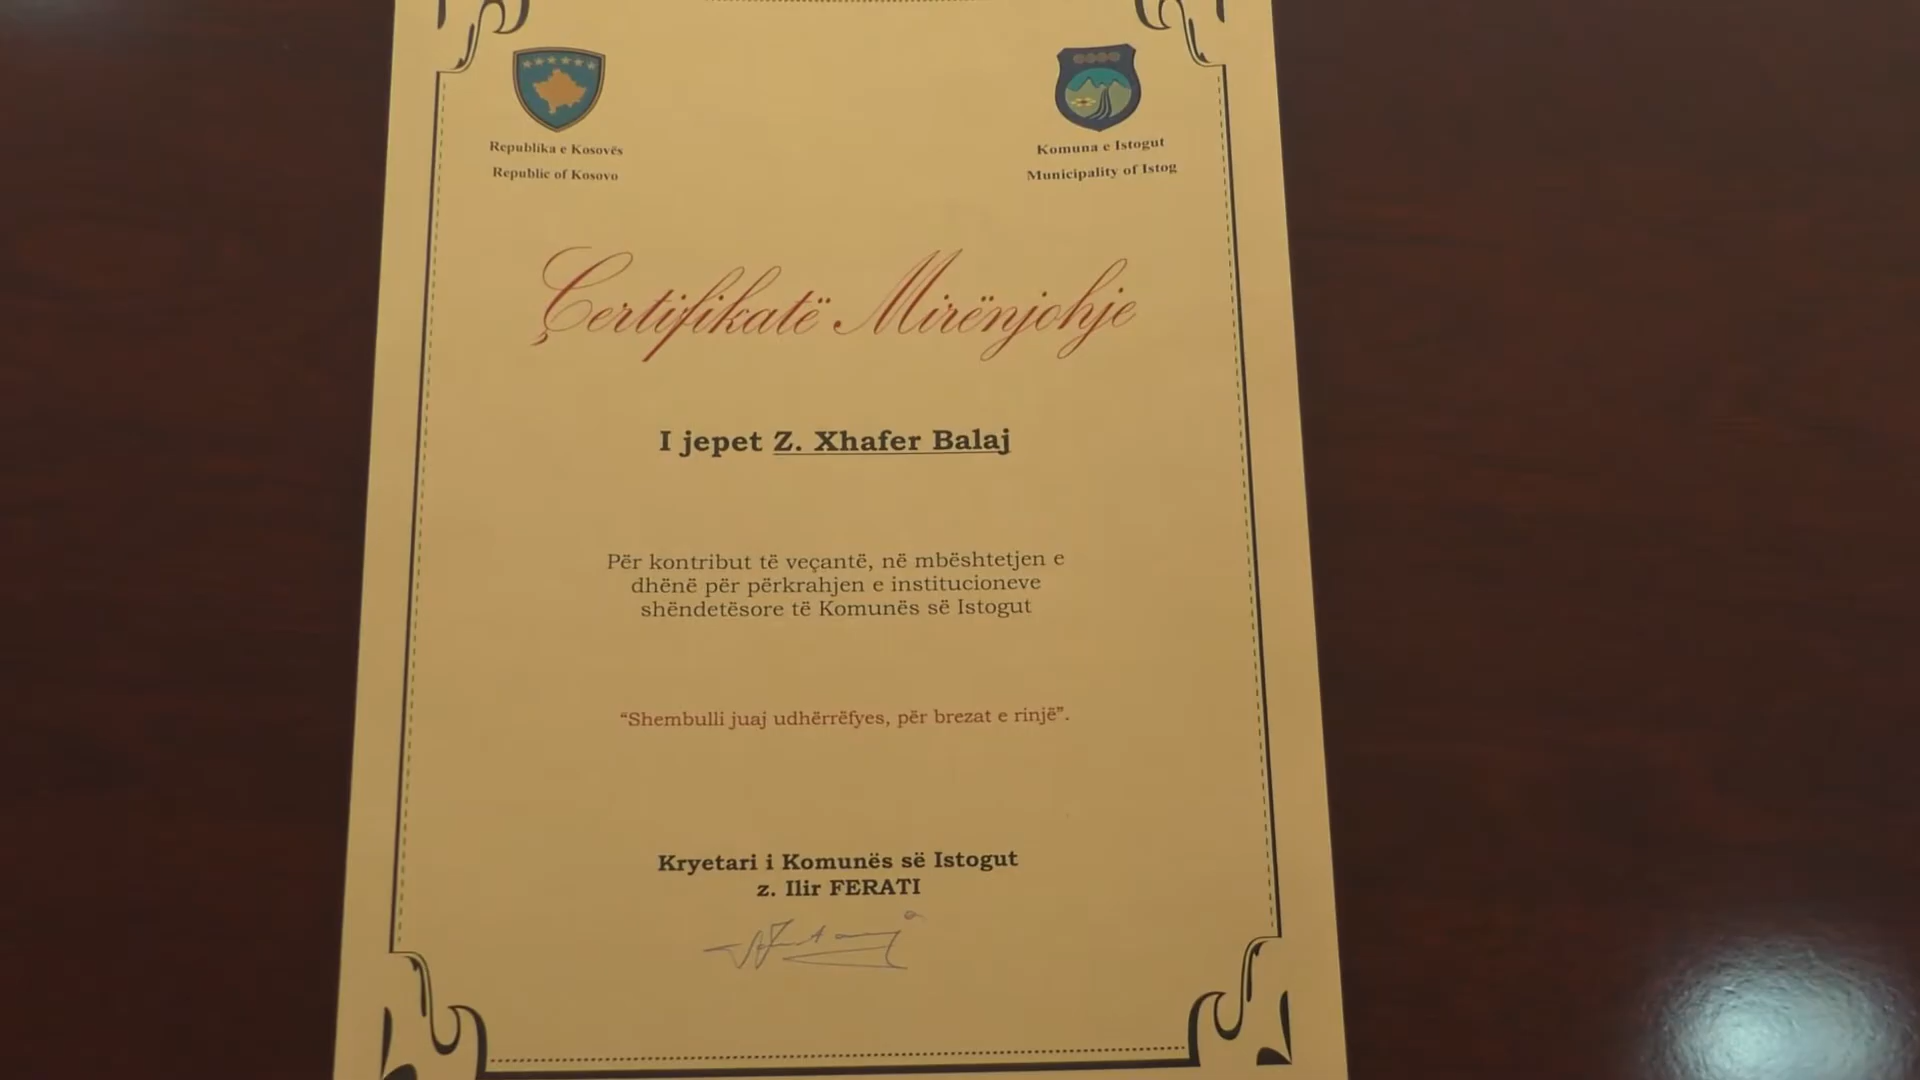 Republika e Kosovës
Republic of Kosovo
Komuna e Istogut
Municipality of Istog
Çertifikatë Mirënjohje
I jepet Z. Xhafer Balaj
Për kontribut të veçantë, në mbështetjen e
dhënë për përkrahjen e institucioneve
shëndetësore të Komunës së Istogut
“Shembulli juaj udhërrëfyes, për brezat e rinjë”.
Kryetari i Komunës së Istogut
z. Ilir FERATI